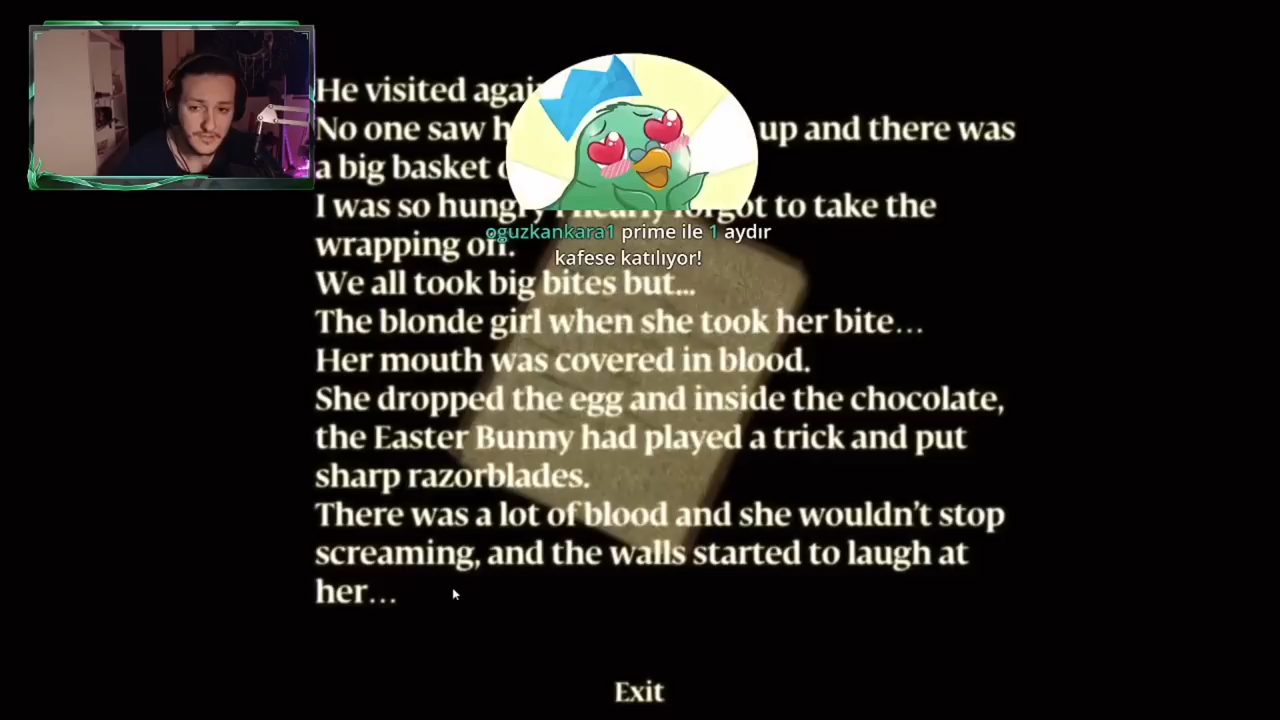 He visited again
No one saw h up and there was
a big basket
I was so hungry I nearly forgot to take the
wrapping off.
We all took big bites but...
The blonde girl when she took her bite…
Her mouth was covered in blood.
She dropped the egg and inside the chocolate,
the Easter Bunny had played a trick and put
sharp razorblades.
There was a lot of blood and she wouldn’t stop
screaming, and the walls started to laugh at
her…
oguzkankara1 prime ile 1 aydır
kafese katılıyor!
Exit